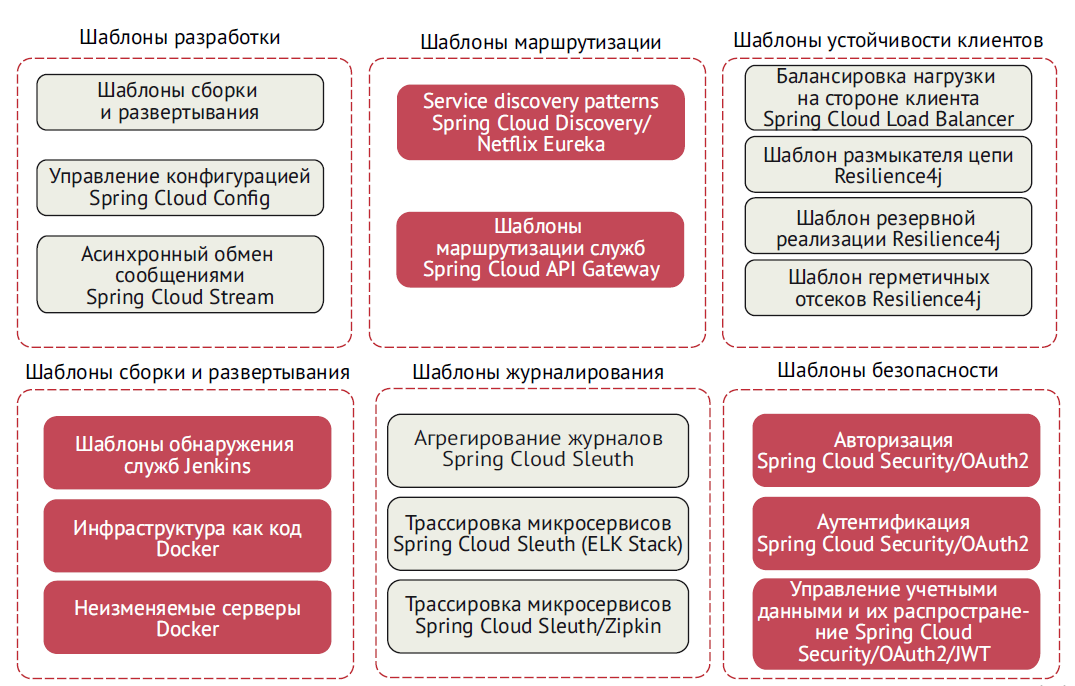 Шаблоны разработки
Шаблоны сборки
и развертывания
Управление конфигурацией
Spring Cloud Config
Асинхронный обмен
сообщениями
Spring Cloud Stream
Шаблоны маршрутизации
Service discovery patterns
Spring Cloud Discovery/
Netflix Eureka
Шаблоны
маршрутизации служб
Spring Cloud API Gateway
Шаблоны устойчивости клиентов
Балансировка нагрузки
на стороне клиента
Spring Cloud Load Balancer
Шаблон размыкателя цепи
Resilience4j
Шаблон резервной
реализации Resilience4j
Шаблон герметичных
отсеков Resilience4j
Шаблоны сборки и развертывания
Шаблоны обнаружения
служб Jenkins
Инфраструктура как код
Docker
Неизменяемые серверы
Docker
Шаблоны журналирования
Агрегирование журналов
Spring Cloud Sleuth
Трассировка микросервисов
Spring Cloud Sleuth (ELK Stack)
Трассировка микросервисов
Spring Cloud Sleuth/Zipkin
Шаблоны безопасности
Авторизация
Spring Cloud Security/OAuth2
Аутентификация
Spring Cloud Security/OAuth2
Управление учетными
данными и их распростране-
ние Spring Cloud
Security/OAuth2/JWT